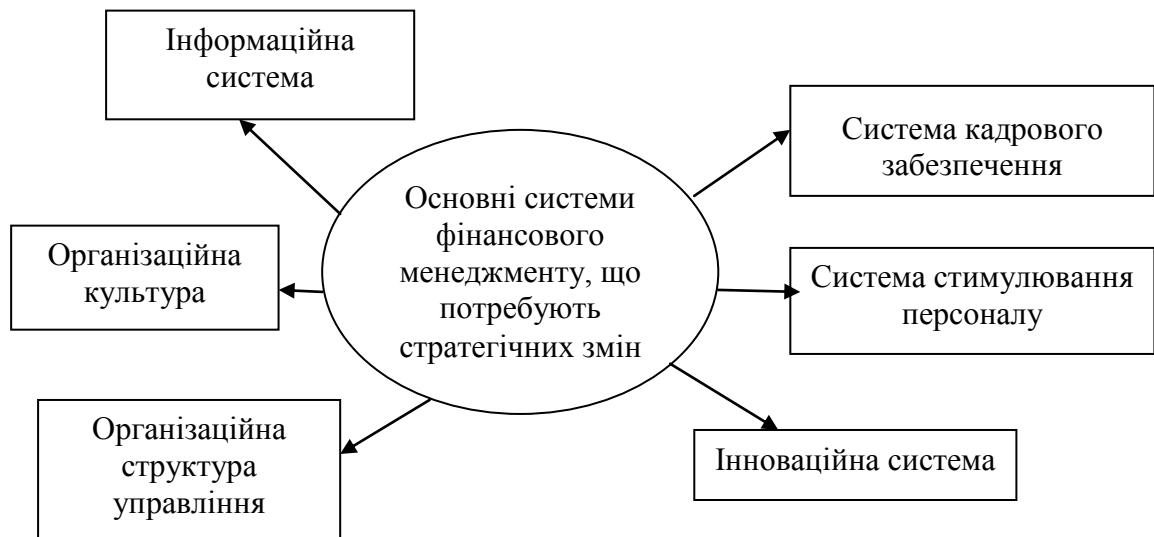 Інформаційна
система
Система кадрового
забезпечення
Основні системи
фінансового
менеджменту, що
потребують
стратегічних змін
Організаційна
культура
Система стимулювання
персоналу
Організаційна
структура
управління
Інноваційна система